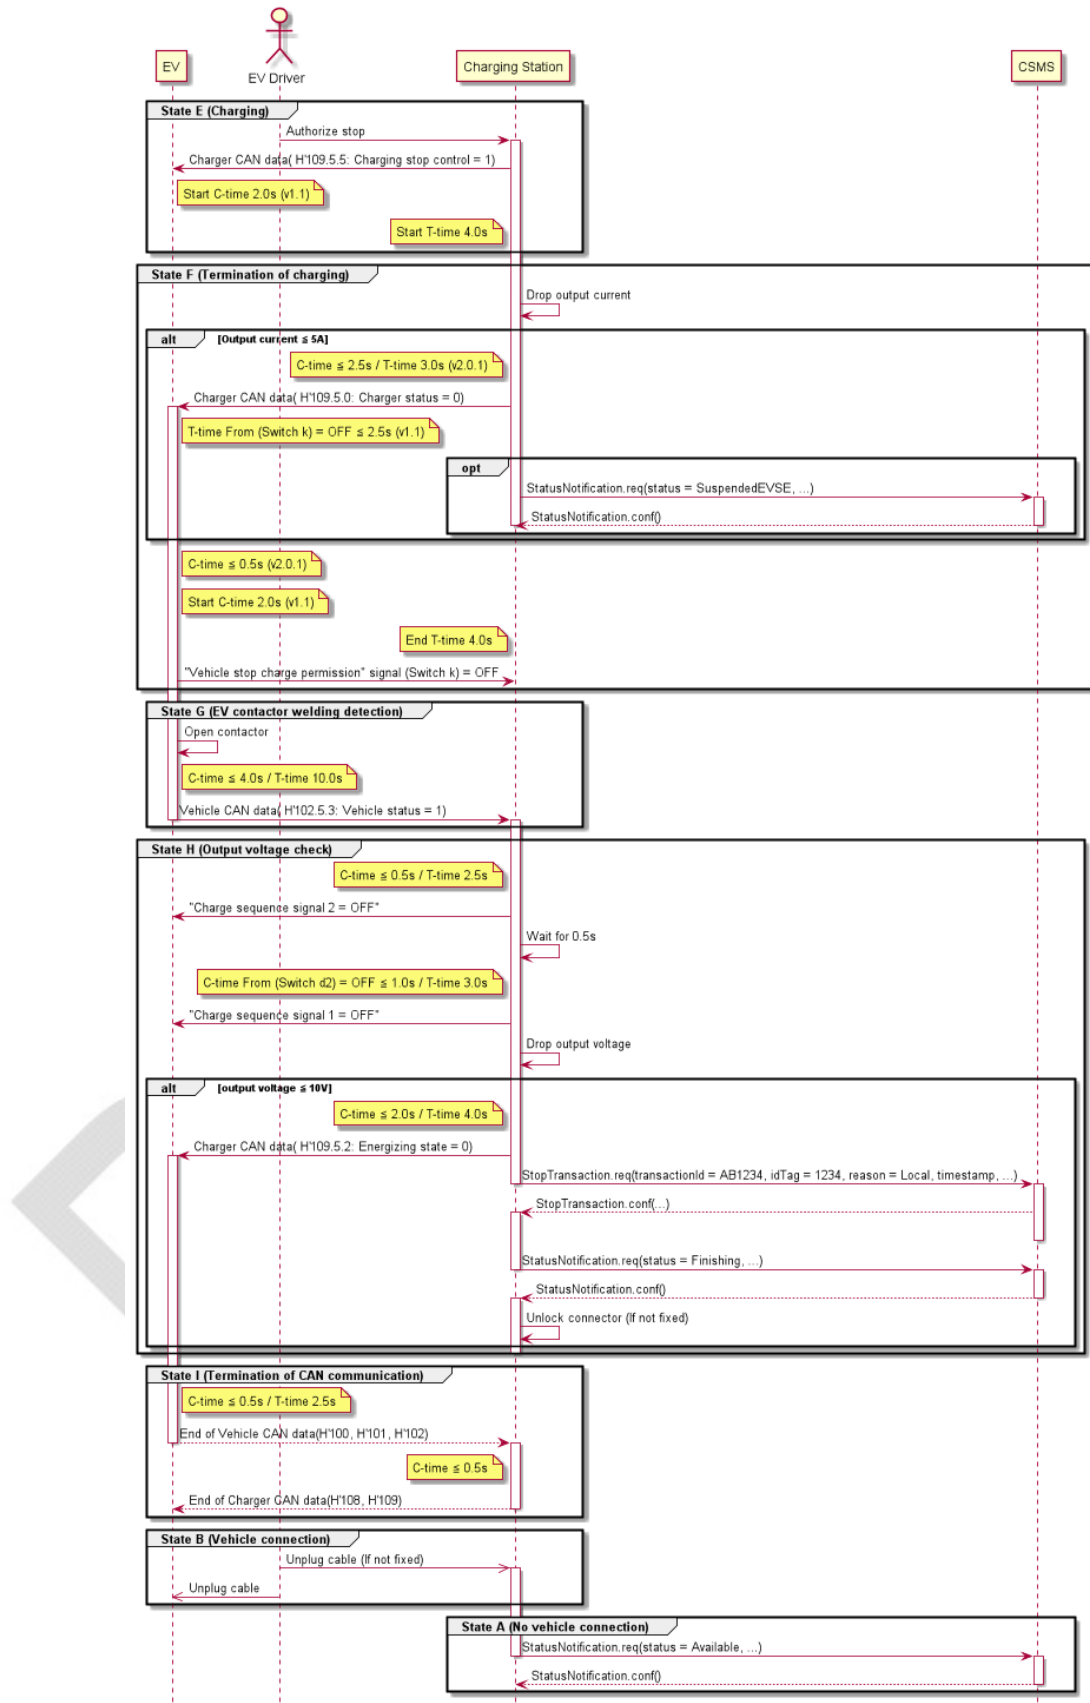 EV
EV Driver
Charging Station
CSMS
State E (Charging)
Authorize stop
Charger CAN data( H'109.5.5: Charging stop control = 1)
Start C-time 2.0s (v1.1)
Start T-time 4.0s
State F (Termination of charging)
Drop output current
alt
[Output current ≤ 5A]
C-time ≤ 2.5s / T-time 3.0s (v2.0.1)
Charger CAN data( H'109.5.0: Charger status = 0)
T-time From (Switch k) = OFF ≤ 2.5s (v1.1)
opt
StatusNotification.req(status = SuspendedEVSE, ...)
StatusNotification.conf()
C-time ≤ 0.5s (v2.0.1)
Start C-time 2.0s (v1.1)
End T-time 4.0s
"Vehicle stop charge permission" signal (Switch k) = OFF
State G (EV contactor welding detection)
Open contactor
C-time ≤ 4.0s / T-time 10.0s
Vehicle CAN data( H'102.5.3: Vehicle status = 1)
State H (Output voltage check)
C-time ≤ 0.5s / T-time 2.5s
"Charge sequence signal 2 = OFF"
Wait for 0.5s
C-time From (Switch d2) = OFF ≤ 1.0s / T-time 3.0s
"Charge sequence signal 1 = OFF"
Drop output voltage
alt
[output voltage ≤ 10V]
C-time ≤ 2.0s / T-time 4.0s
Charger CAN data( H'109.5.2: Energizing state = 0)
StopTransaction.req(transactionId = AB1234, idTag = 1234, reason = Local, timestamp, ...)
StopTransaction.conf(...)
StatusNotification.req(status = Finishing, ...)
StatusNotification.conf()
Unlock connector (If not fixed)
State I (Termination of CAN communication)
C-time ≤ 0.5s / T-time 2.5s
End of Vehicle CAN data(H'100, H'101, H'102)
C-time ≤ 0.5s
End of Charger CAN data(H'108, H'109)
State B (Vehicle connection)
Unplug cable (If not fixed)
Unplug cable
State A (No vehicle connection)
StatusNotification.req(status = Available, ...)
StatusNotification.conf()